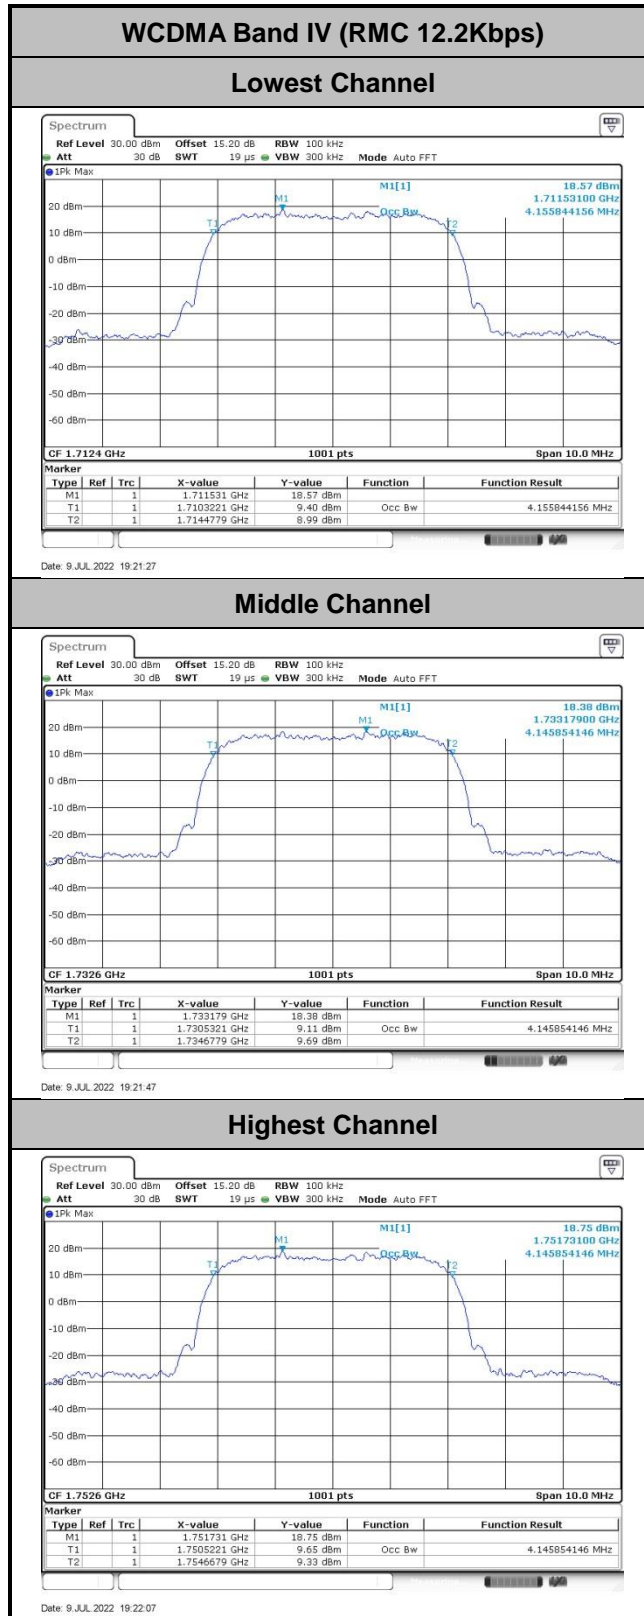 WCDMA Band IV (RMC 12.2Kbps)
Lowest Channel
Spectrum
Ref Level 30.00 dBm Offset 15.20 dB RBW 100 kHz
Att 30 dB SWT 19 µs VBW 300 kHz Mode Auto FFT
1Pk Max
M1[1] 18.57 dBm
1.71153100 GHz
Occ Bw 4.155844156 MHz
M1
T1
T2
20 dBm
10 dBm
0 dBm
-10 dBm
-20 dBm
-30 dBm
-40 dBm
-50 dBm
-60 dBm
CF 1.7124 GHz 1001 pts Span 10.0 MHz
Marker
Type Ref Trc X-value Y-value Function Function Result
M1 1 1.711531 GHz 18.57 dBm
T1 1 1.7103221 GHz 9.40 dBm Occ Bw 4.155844156 MHz
T2 1 1.7144779 GHz 8.99 dBm
Date: 9.JUL.2022 19:21:27
Middle Channel
Spectrum
Ref Level 30.00 dBm Offset 15.20 dB RBW 100 kHz
Att 30 dB SWT 19 µs VBW 300 kHz Mode Auto FFT
1Pk Max
M1[1] 18.38 dBm
1.73317900 GHz
Occ Bw 4.145854146 MHz
M1
T1
T2
20 dBm
10 dBm
0 dBm
-10 dBm
-20 dBm
-30 dBm
-40 dBm
-50 dBm
-60 dBm
CF 1.7326 GHz 1001 pts Span 10.0 MHz
Marker
Type Ref Trc X-value Y-value Function Function Result
M1 1 1.733179 GHz 18.38 dBm
T1 1 1.7305321 GHz 9.11 dBm Occ Bw 4.145854146 MHz
T2 1 1.7346779 GHz 9.69 dBm
Date: 9.JUL.2022 19:21:47
Highest Channel
Spectrum
Ref Level 30.00 dBm Offset 15.20 dB RBW 100 kHz
Att 30 dB SWT 19 µs VBW 300 kHz Mode Auto FFT
1Pk Max
M1[1] 18.75 dBm
1.75173100 GHz
Occ Bw 4.145854146 MHz
M1
T1
T2
20 dBm
10 dBm
0 dBm
-10 dBm
-20 dBm
-30 dBm
-40 dBm
-50 dBm
-60 dBm
CF 1.7526 GHz 1001 pts Span 10.0 MHz
Marker
Type Ref Trc X-value Y-value Function Function Result
M1 1 1.751731 GHz 18.75 dBm
T1 1 1.7505221 GHz 9.65 dBm Occ Bw 4.145854146 MHz
T2 1 1.7546679 GHz 9.33 dBm
Date: 9.JUL.2022 19:22:07